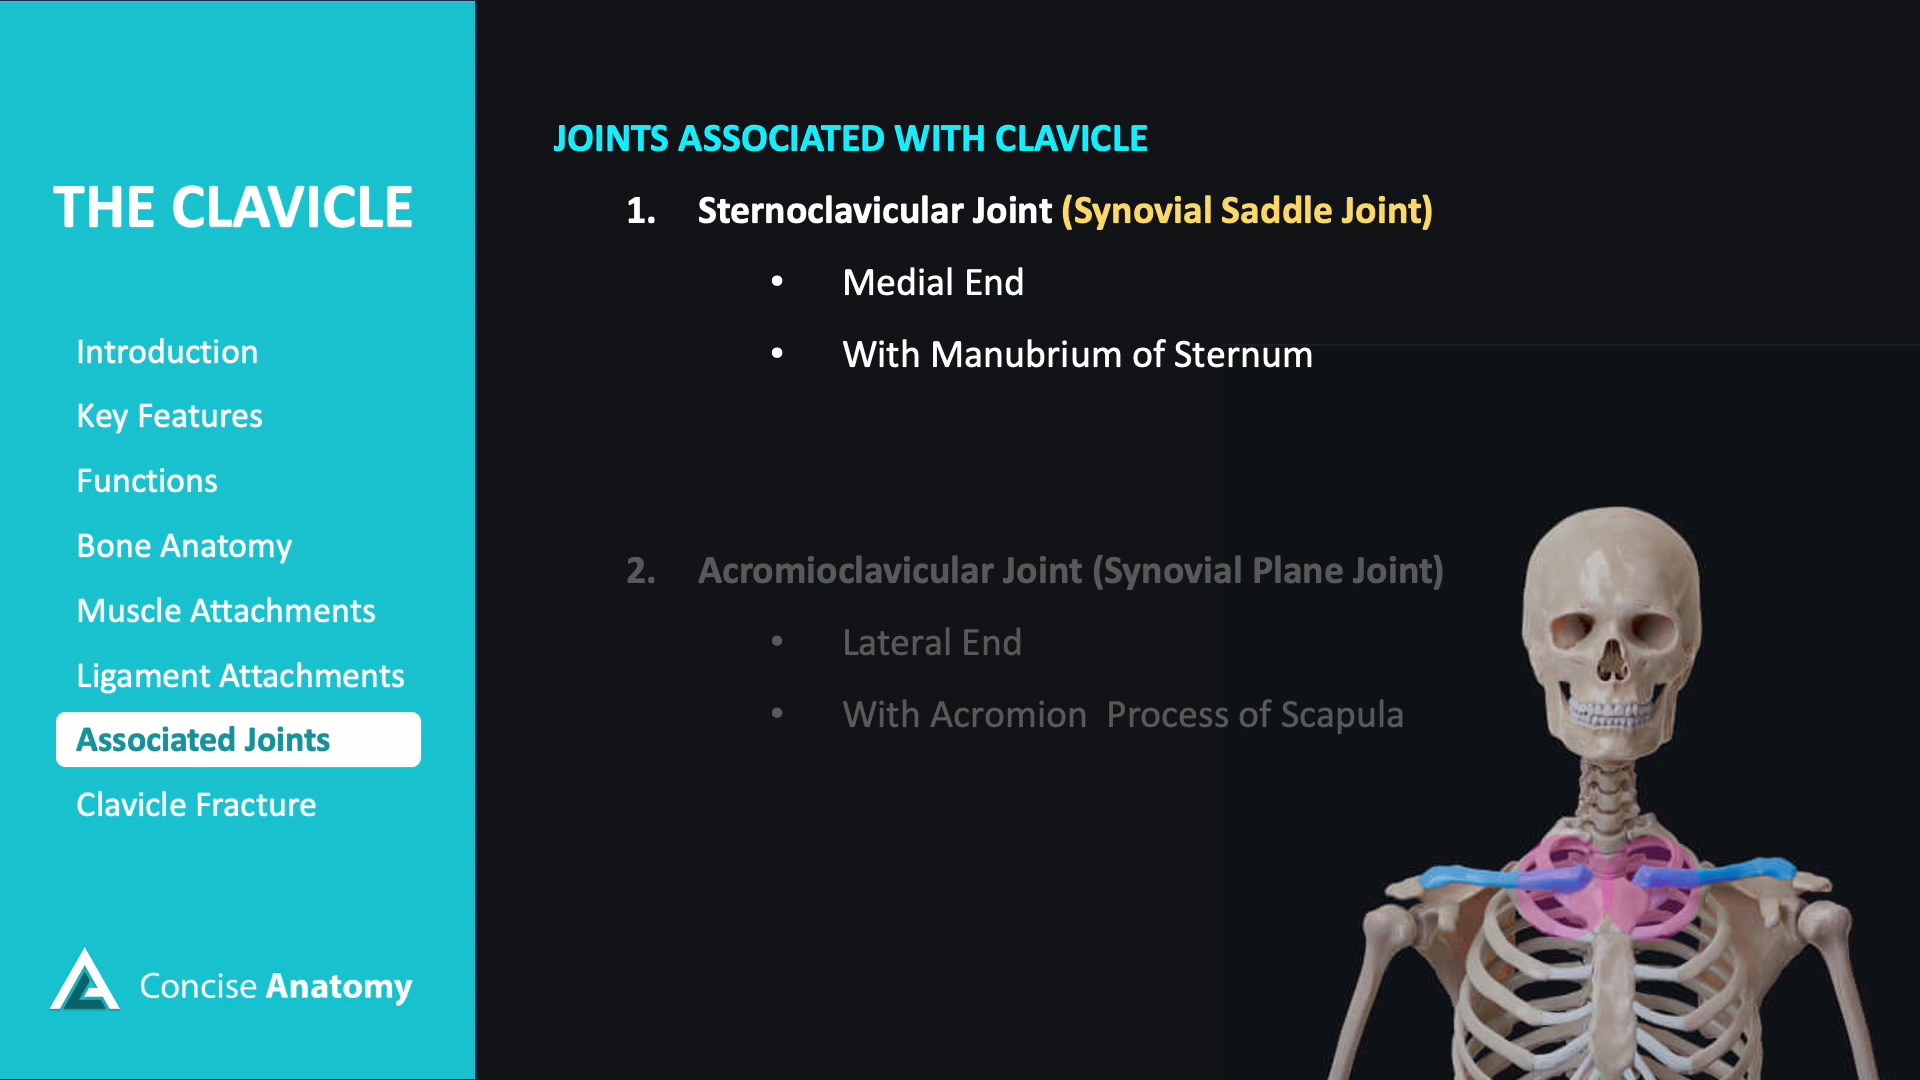 THE CLAVICLE
Introduction
Key Features
Functions
Bone Anatomy
Muscle Attachments
Ligament Attachments
Associated Joints
Clavicle Fracture
Concise Anatomy
JOINTS ASSOCIATED WITH CLAVICLE
1. Sternoclavicular Joint (Synovial Saddle Joint)
• Medial End
• With Manubrium of Sternum
2. Acromioclavicular Joint (Synovial Plane Joint)
• Lateral End
• With Acromion Process of Scapula